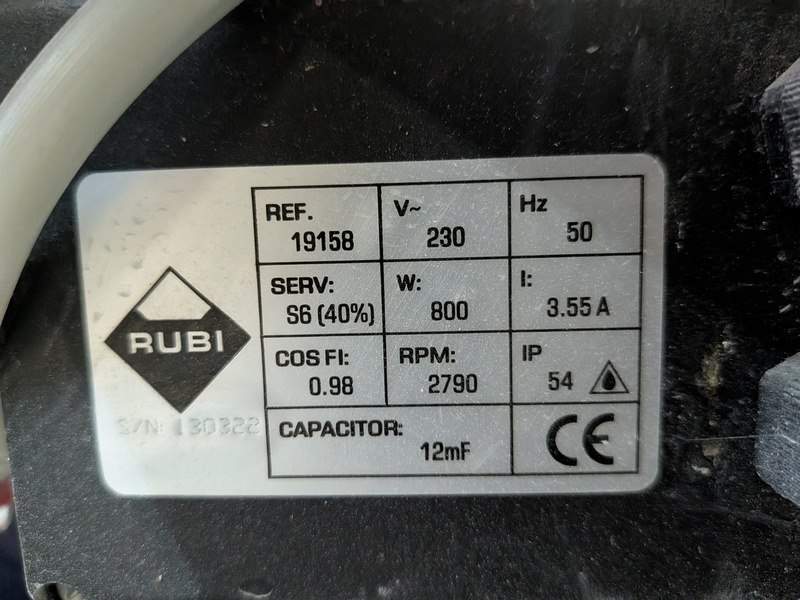 REF.
19158
V~
230
Hz
50
SERV:
S6 (40%)
W:
800
I:
3.55 A
RUBI
COS FI:
0.98
RPM:
2790
IP
54
S/N: 130322
CAPACITOR:
12mF
CE